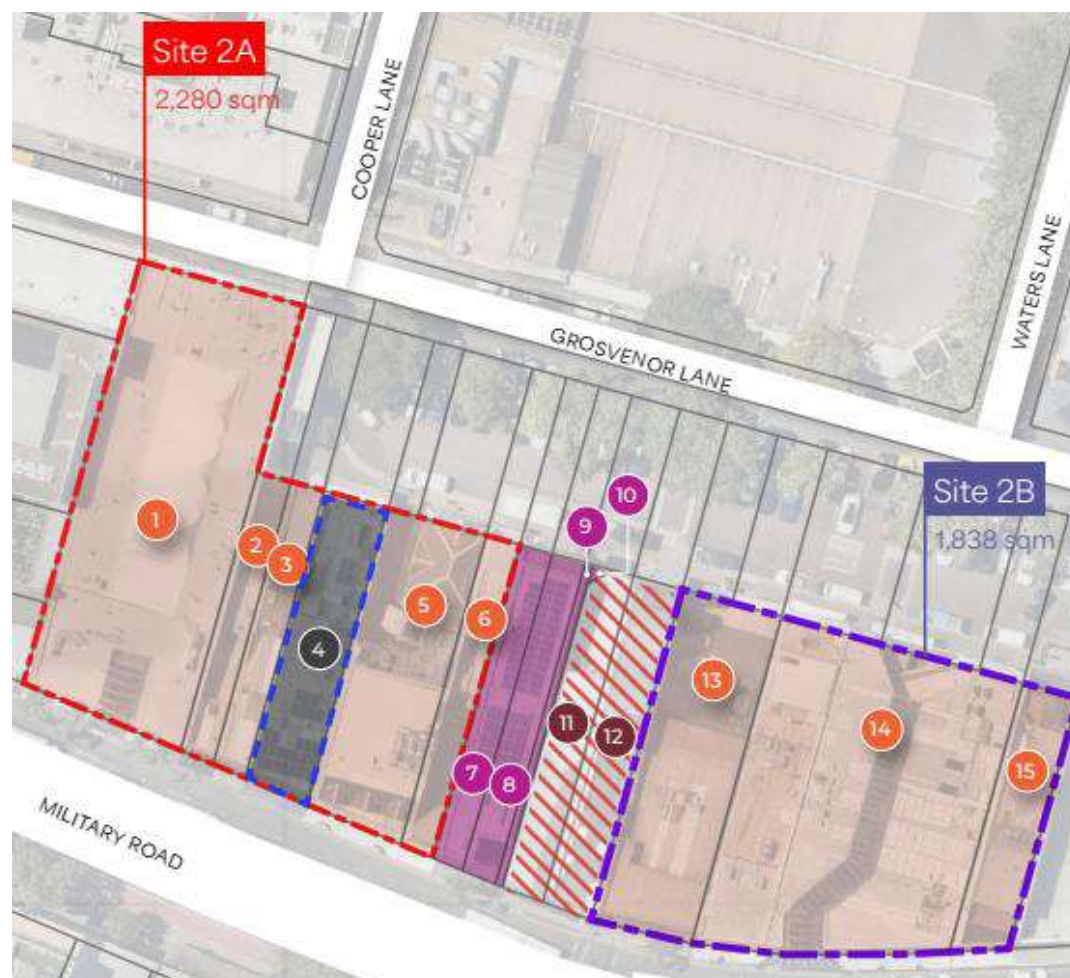 Site 2A
2,280 sqm
COOPER LANE
WATERS LANE
GROSVENOR LANE
Site 2B
1,838 sqm
1
2
3
4
5
6
7
8
9
10
11
12
13
14
15
MILITARY ROAD